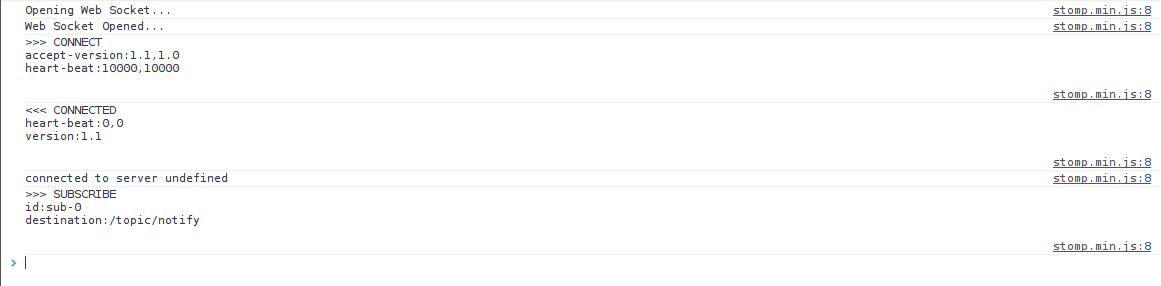 Opening Web Socket... stomp.min.js:8
Web Socket Opened... stomp.min.js:8
>>> CONNECT
accept-version:1.1,1.0
heart-beat:10000,10000
stomp.min.js:8
<<< CONNECTED
heart-beat:0,0
version:1.1
stomp.min.js:8
connected to server undefined stomp.min.js:8
>>> SUBSCRIBE
id:sub-0
destination:/topic/notify
stomp.min.js:8
>